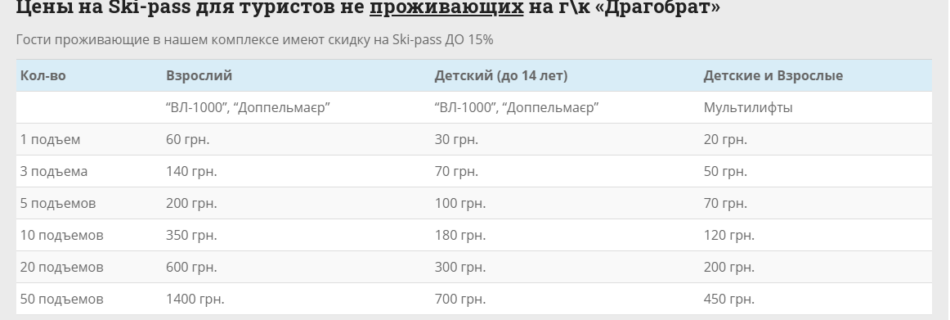 Цены на Ski-pass для туристов не проживающих на г\к «Драгобрат»
Гости проживающие в нашем комплексе имеют скидку на Ski-pass ДО 15%
Кол-во Взрослий Детский (до 14 лет) Детские и Взрослые
“ВЛ-1000”, “Доппельмаєр” “ВЛ-1000”, “Доппельмаєр” Мультилифты
1 подъем 60 грн. 30 грн. 20 грн.
3 подъема 140 грн. 70 грн. 50 грн.
5 подъемов 200 грн. 100 грн. 70 грн.
10 подъемов 350 грн. 180 грн. 120 грн.
20 подъемов 600 грн. 300 грн. 200 грн.
50 подъемов 1400 грн. 700 грн. 450 грн.